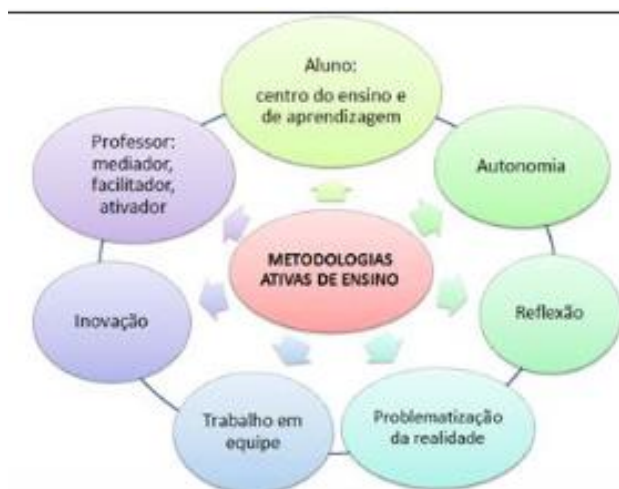 Aluno:
centro do ensino e
de aprendizagem
Autonomia
Reflexão
Problematização
da realidade
Trabalho em
equipe
Inovação
Professor:
mediador,
facilitador,
ativador
METODOLOGIAS
ATIVAS DE ENSINO